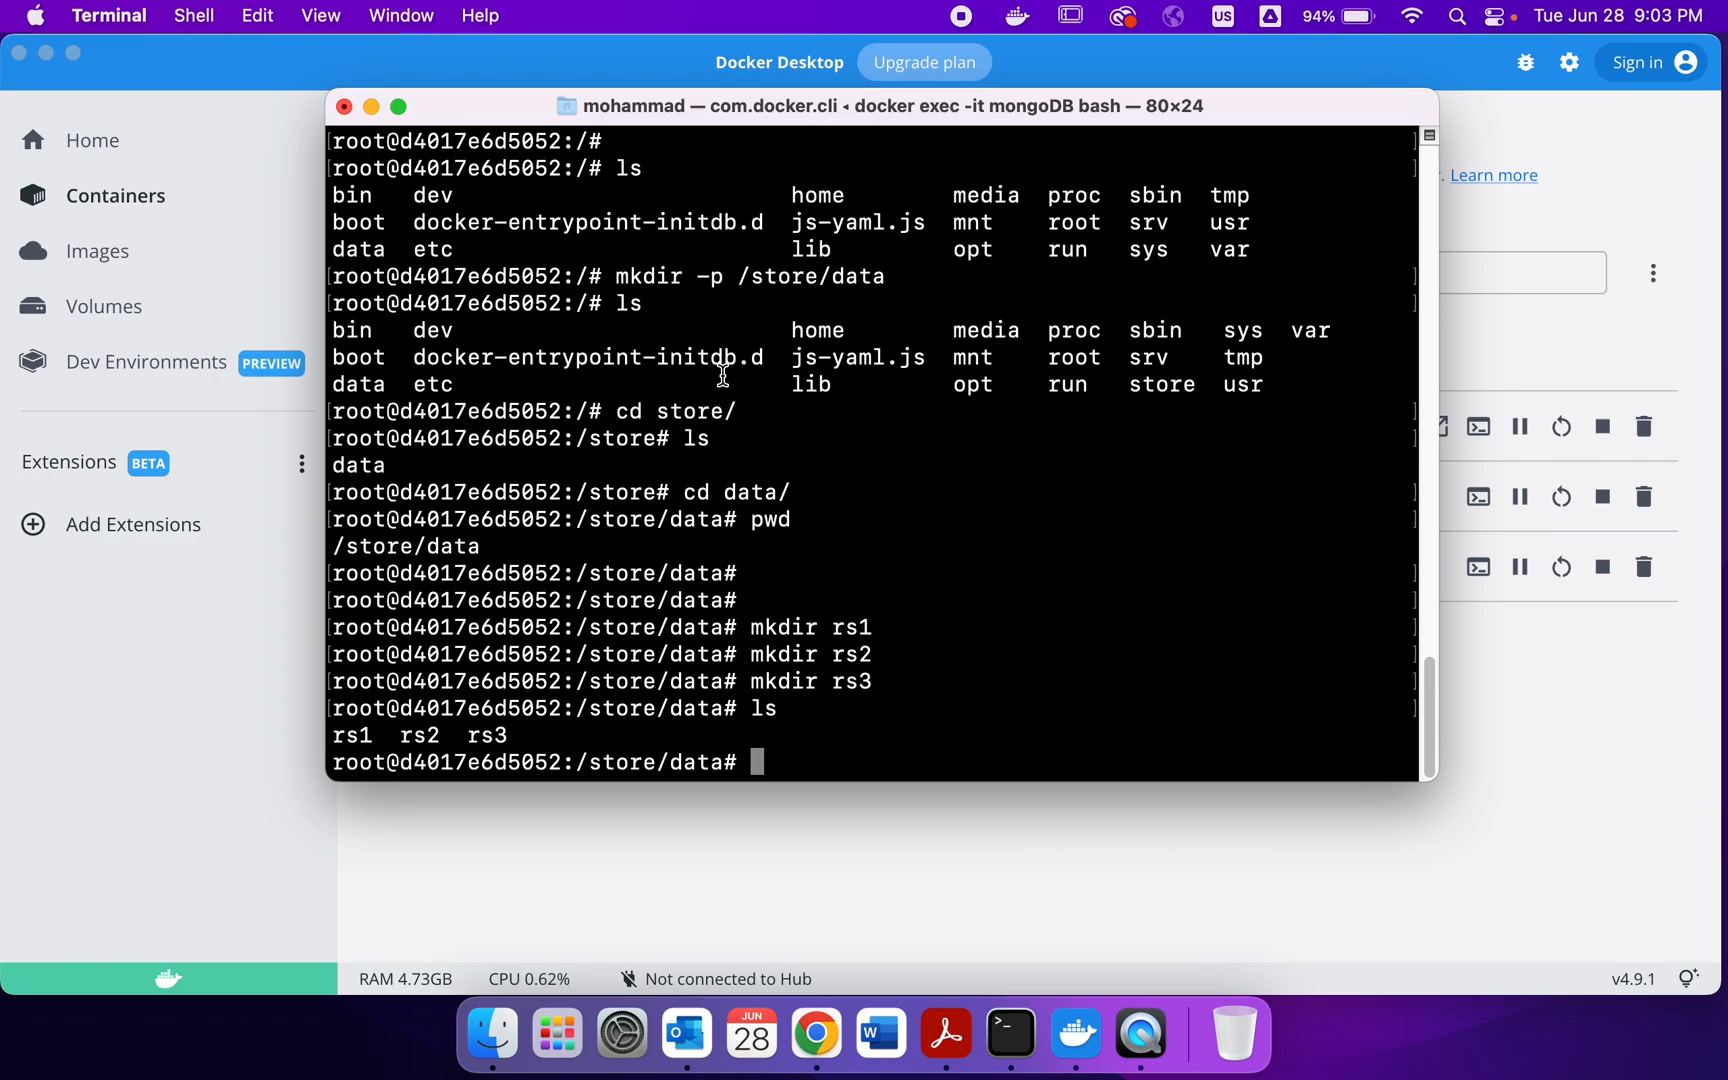 Terminal Shell Edit View Window Help US 94% Tue Jun 28 9:03 PM
Docker Desktop Upgrade plan Sign in
mohammad — com.docker.cli ◂ docker exec -it mongoDB bash — 80×24
Home
Containers
Images
Volumes
Dev Environments PREVIEW
Extensions BETA
Add Extensions
. Learn more
[root@d4017e6d5052:/# ]
[root@d4017e6d5052:/# ls ]
bin dev home media proc sbin tmp
boot docker-entrypoint-initdb.d js-yaml.js mnt root srv usr
data etc lib opt run sys var
[root@d4017e6d5052:/# mkdir -p /store/data ]
[root@d4017e6d5052:/# ls ]
bin dev home media proc sbin sys var
boot docker-entrypoint-initdb.d js-yaml.js mnt root srv tmp
data etc lib opt run store usr
[root@d4017e6d5052:/# cd store/ ]
[root@d4017e6d5052:/store# ls ]
data
[root@d4017e6d5052:/store# cd data/ ]
[root@d4017e6d5052:/store/data# pwd ]
/store/data
[root@d4017e6d5052:/store/data# ]
[root@d4017e6d5052:/store/data# ]
[root@d4017e6d5052:/store/data# mkdir rs1 ]
[root@d4017e6d5052:/store/data# mkdir rs2 ]
[root@d4017e6d5052:/store/data# mkdir rs3 ]
[root@d4017e6d5052:/store/data# ls ]
rs1 rs2 rs3
root@d4017e6d5052:/store/data#
RAM 4.73GB CPU 0.62% Not connected to Hub v4.9.1
JUN
28
W
>_